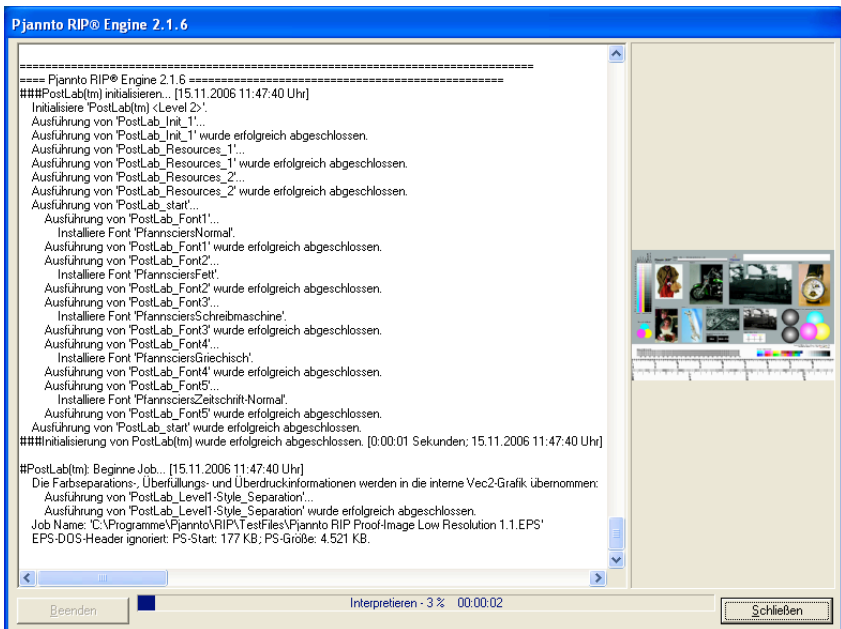 Pjannto RIP® Engine 2.1.6
==================================================================================
==== Pjannto RIP® Engine 2.1.6 ==================================================
###PostLab(tm) initialisieren... [15.11.2006 11:47:40 Uhr]
Initialisiere 'PostLab(tm) <Level 2>'.
Ausführung von 'PostLab_Init_1'...
Ausführung von 'PostLab_Init_1' wurde erfolgreich abgeschlossen.
Ausführung von 'PostLab_Resources_1'...
Ausführung von 'PostLab_Resources_1' wurde erfolgreich abgeschlossen.
Ausführung von 'PostLab_Resources_2'...
Ausführung von 'PostLab_Resources_2' wurde erfolgreich abgeschlossen.
Ausführung von 'PostLab_start'...
Ausführung von 'PostLab_Font1'...
Installiere Font 'PfannsciersNormal'.
Ausführung von 'PostLab_Font1' wurde erfolgreich abgeschlossen.
Ausführung von 'PostLab_Font2'...
Installiere Font 'PfannsciersFett'.
Ausführung von 'PostLab_Font2' wurde erfolgreich abgeschlossen.
Ausführung von 'PostLab_Font3'...
Installiere Font 'PfannsciersSchreibmaschine'.
Ausführung von 'PostLab_Font3' wurde erfolgreich abgeschlossen.
Ausführung von 'PostLab_Font4'...
Installiere Font 'PfannsciersGriechisch'.
Ausführung von 'PostLab_Font4' wurde erfolgreich abgeschlossen.
Ausführung von 'PostLab_Font5'...
Installiere Font 'PfannsciersZeitschrift-Normal'.
Ausführung von 'PostLab_Font5' wurde erfolgreich abgeschlossen.
Ausführung von 'PostLab_start' wurde erfolgreich abgeschlossen.
###Initialisierung von PostLab(tm) wurde erfolgreich abgeschlossen. [0:00:01 Sekunden; 15.11.2006 11:47:40 Uhr]
#PostLab(tm): Beginne Job... [15.11.2006 11:47:40 Uhr]
Die Farbseparations-, Überfüllungs- und Überdruckinformationen werden in die interne Vec2-Grafik übernommen:
Ausführung von 'PostLab_Level1-Style_Separation'...
Ausführung von 'PostLab_Level1-Style_Separation' wurde erfolgreich abgeschlossen.
Job Name: 'C:\Programme\Pjannto\RIP\TestFiles\Pjannto RIP Proof-Image Low Resolution 1.1.EPS'
EPS-DOS-Header ignoriert: PS-Start: 177 KB; PS-Größe: 4.521 KB.
Beenden
Interpretieren - 3 % 00:00:02
Schließen